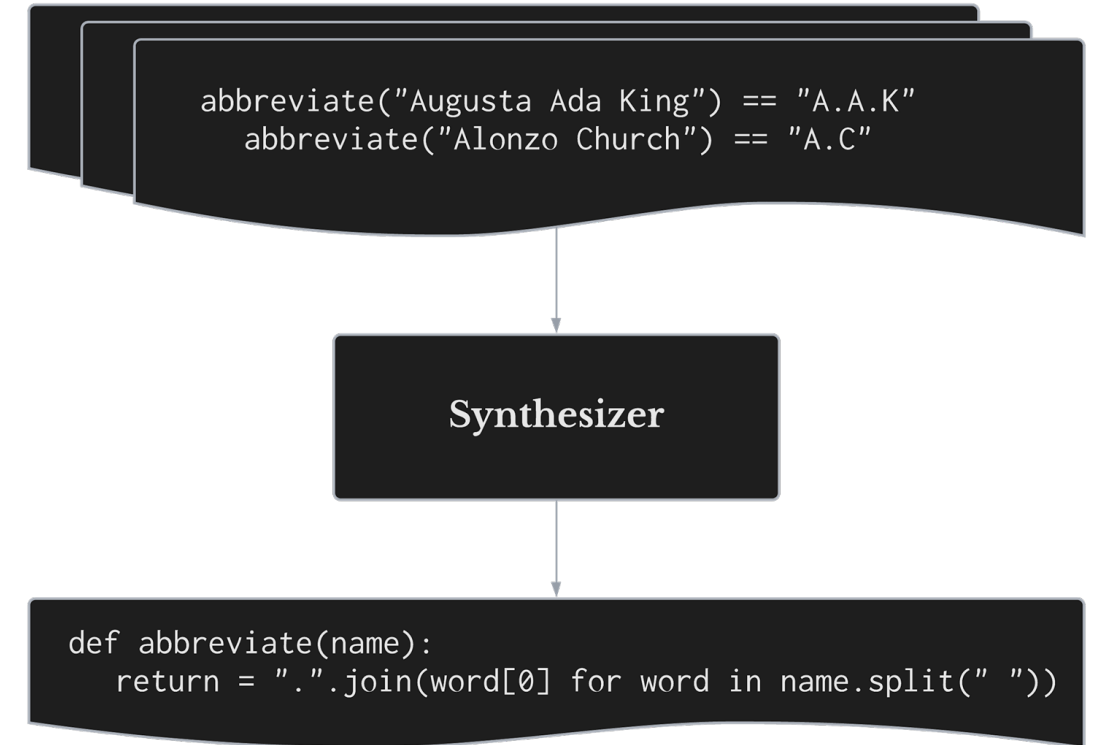 abbreviate("Augusta Ada King") == "A.A.K"
abbreviate("Alonzo Church") == "A.C"
Synthesizer
def abbreviate(name):
return = ".".join(word[0] for word in name.split(" "))